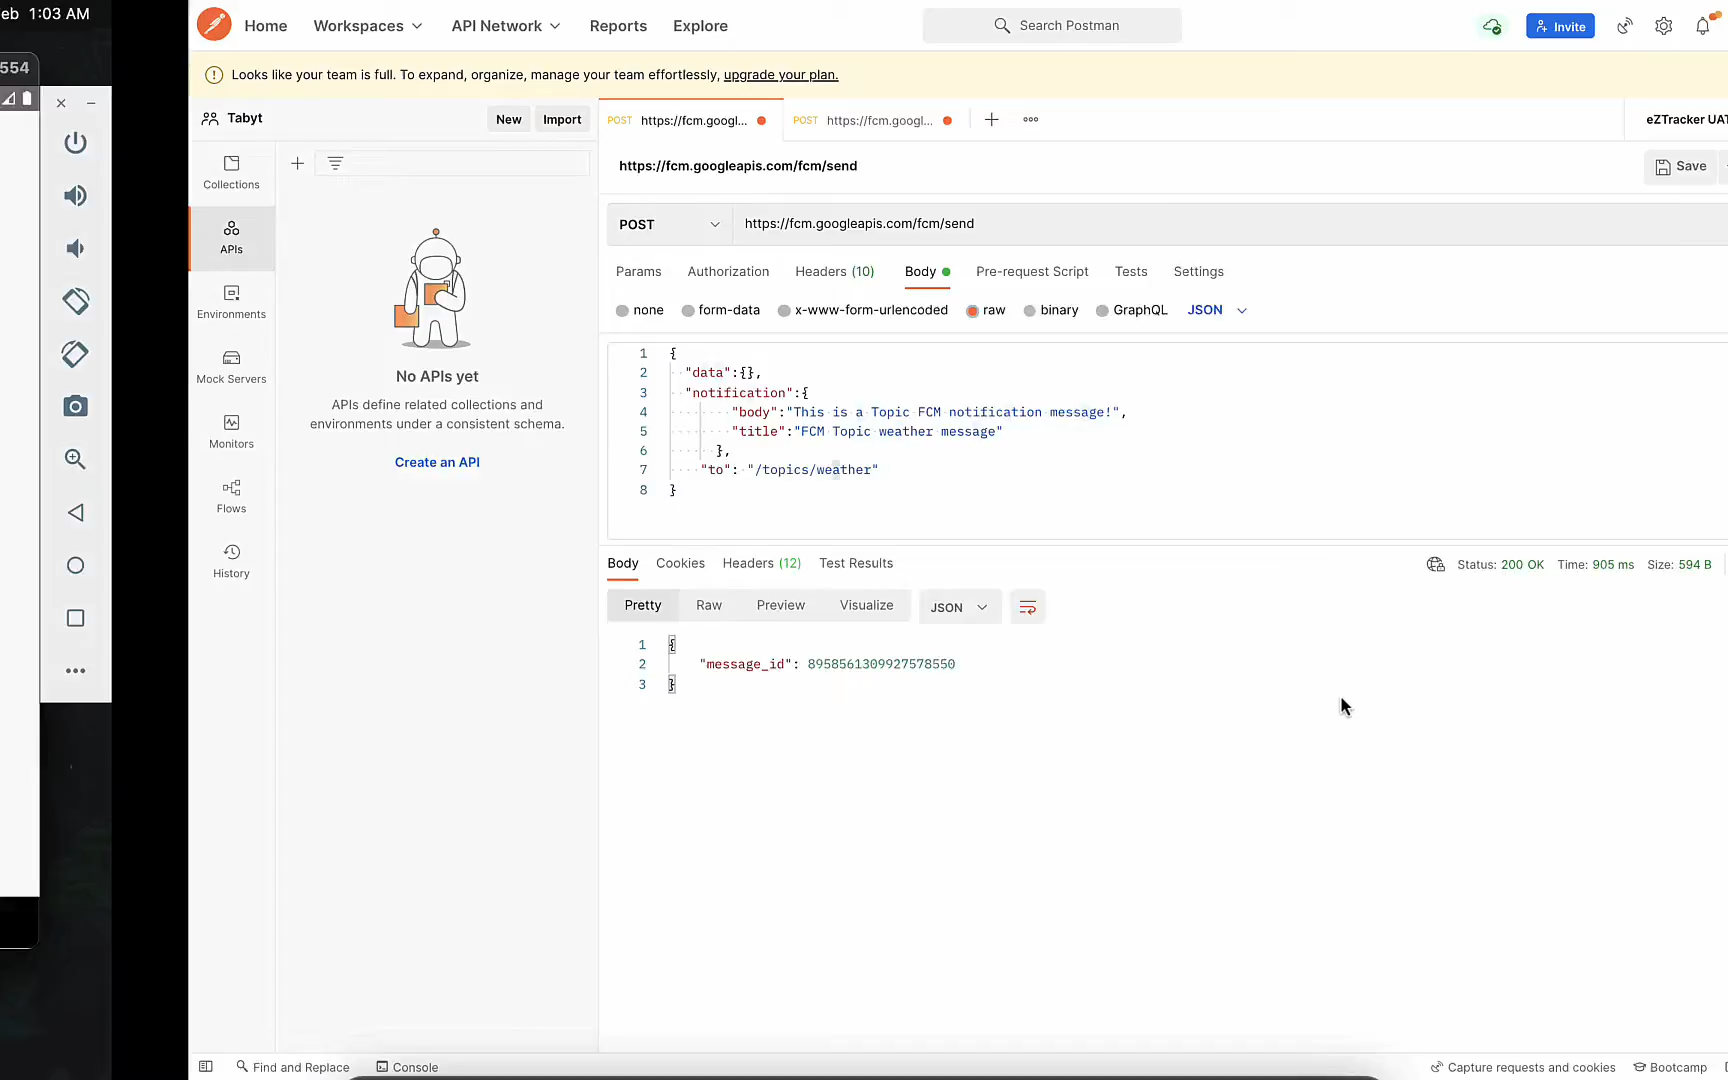 eb 1:03 AM
554
Home
Workspaces
API Network
Reports
Explore
Search Postman
Invite
Looks like your team is full. To expand, organize, manage your team effortlessly, upgrade your plan.
Tabyt
New
Import
POST https://fcm.googl...
POST https://fcm.googl...
eZTracker UAT
Collections
APIs
Environments
Mock Servers
Monitors
Flows
History
No APIs yet
APIs define related collections and
environments under a consistent schema.
Create an API
https://fcm.googleapis.com/fcm/send
Save
POST
https://fcm.googleapis.com/fcm/send
Params
Authorization
Headers (10)
Body
Pre-request Script
Tests
Settings
none
form-data
x-www-form-urlencoded
raw
binary
GraphQL
JSON
1 {
2 "data":{},
3 "notification":{
4 "body":"This is a Topic FCM notification message!",
5 "title":"FCM Topic weather message"
6 },
7 "to": "/topics/weather"
8 }
Body
Cookies
Headers (12)
Test Results
Status: 200 OK
Time: 905 ms
Size: 594 B
Pretty
Raw
Preview
Visualize
JSON
1 {
2 "message_id": 8958561309927578550
3 }
Find and Replace
Console
Capture requests and cookies
Bootcamp